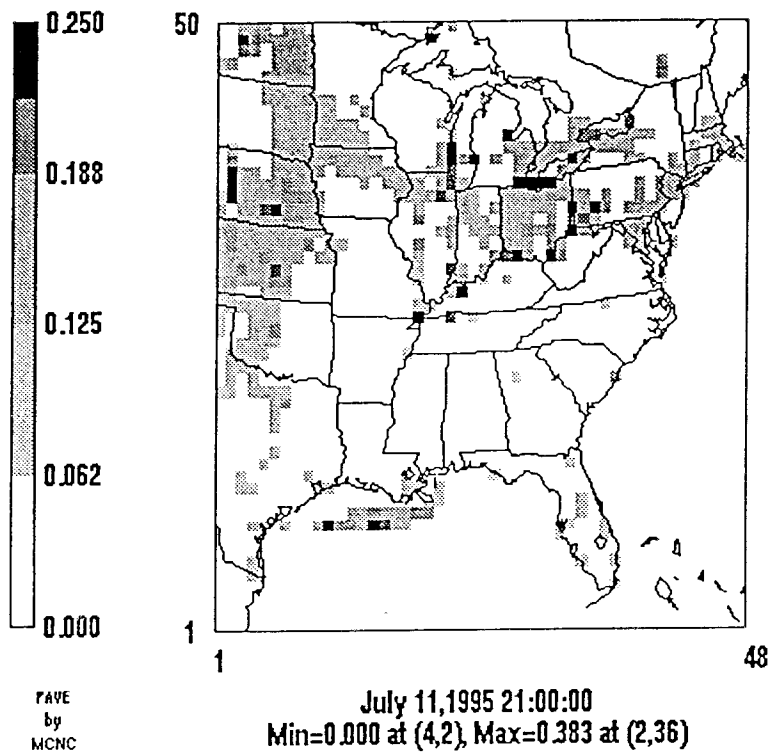 0.250
0.188
0.125
0.062
0.000
50
1
1
48
PAVE
by
MCNC
July 11,1995 21:00:00
Min=0.000 at (4,2), Max=0.383 at (2,36)